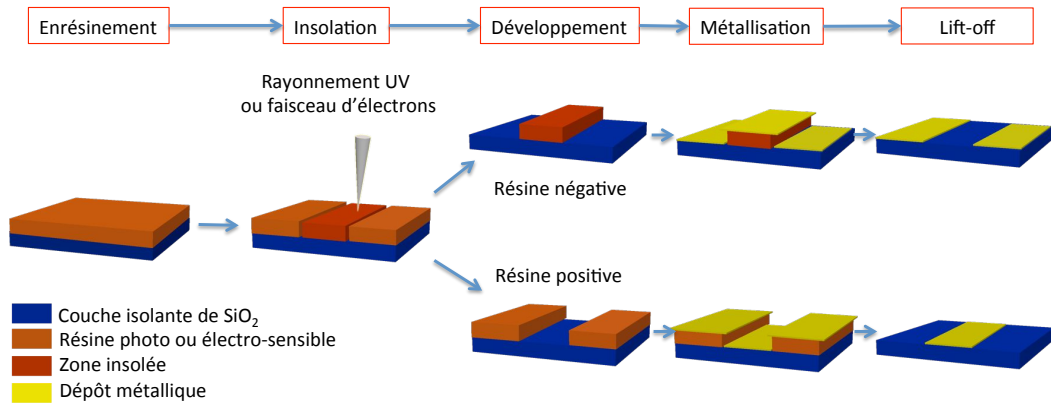 Enrésinement
Insolation
Développement
Métallisation
Lift-off
Rayonnement UV
ou faisceau d'électrons
Résine négative
Résine positive
Couche isolante de SiO₂
Résine photo ou électro-sensible
Zone insolée
Dépôt métallique